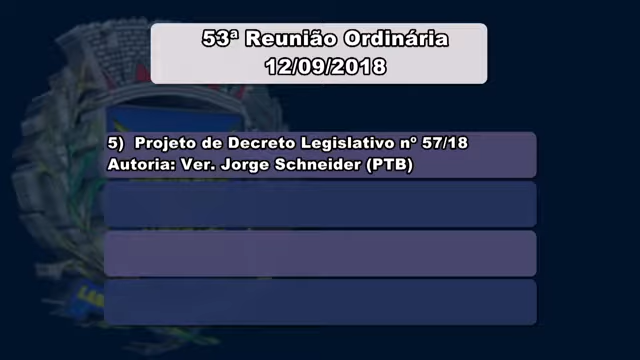 53ª Reunião Ordinária
12/09/2018
5) Projeto de Decreto Legislativo nº 57/18
Autoria: Ver. Jorge Schneider (PTB)